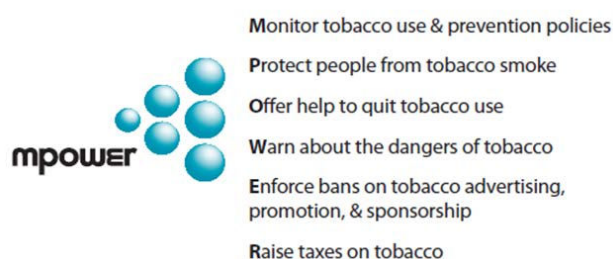 mpower
Monitor tobacco use & prevention policies
Protect people from tobacco smoke
Offer help to quit tobacco use
Warn about the dangers of tobacco
Enforce bans on tobacco advertising,
promotion, & sponsorship
Raise taxes on tobacco